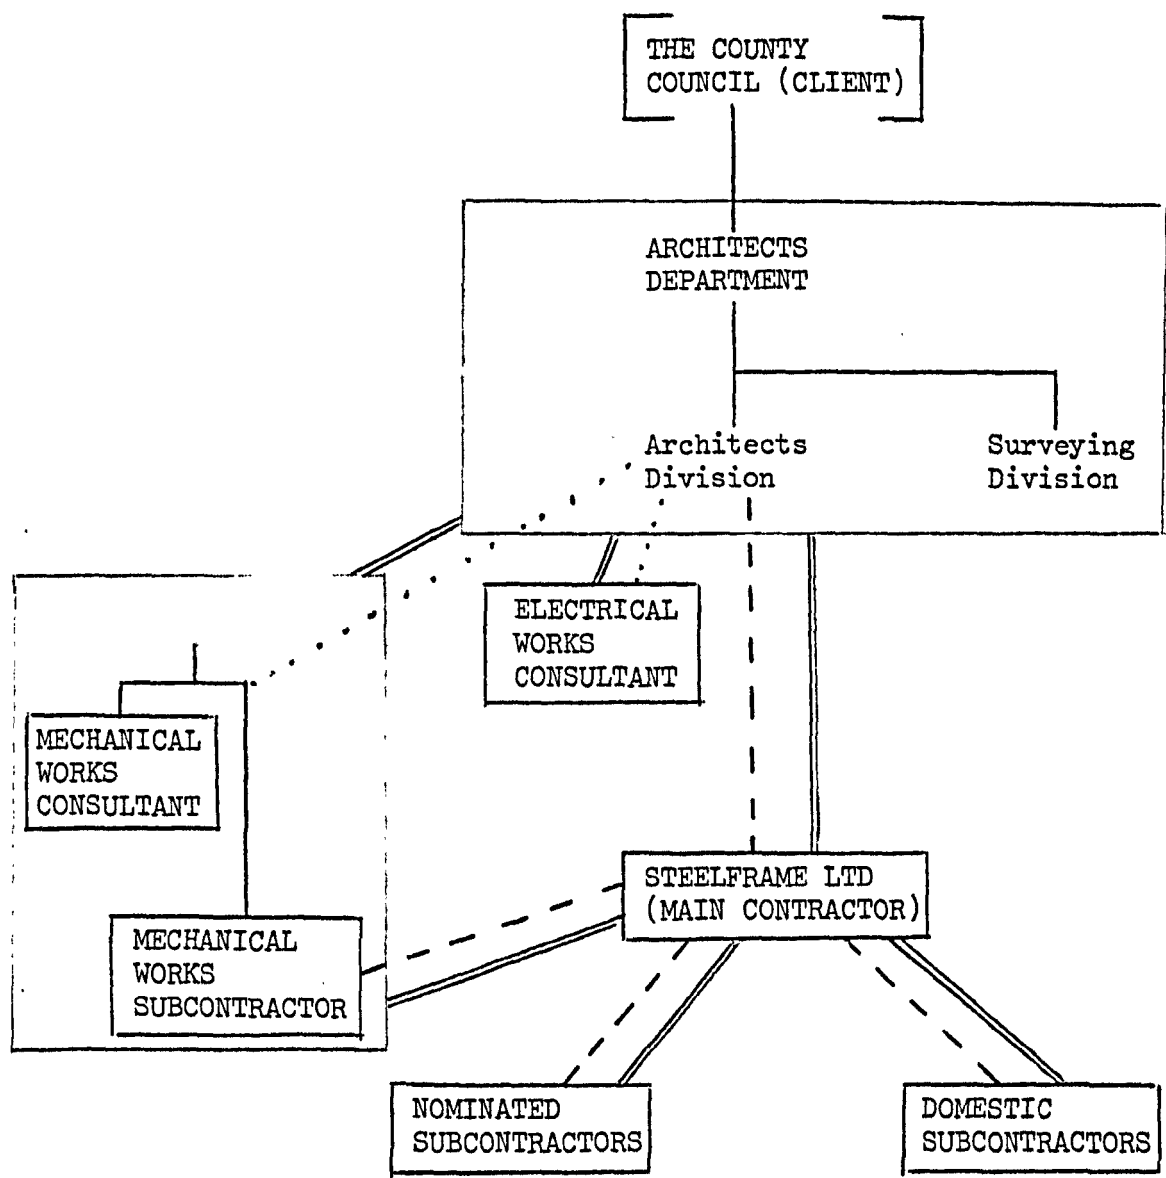 THE COUNTY
COUNCIL (CLIENT)
ARCHITECTS
DEPARTMENT
Architects
Division
Surveying
Division
ELECTRICAL
WORKS
CONSULTANT
MECHANICAL
WORKS
CONSULTANT
STEELFRAME LTD
(MAIN CONTRACTOR)
MECHANICAL
WORKS
SUBCONTRACTOR
NOMINATED
SUBCONTRACTORS
DOMESTIC
SUBCONTRACTORS